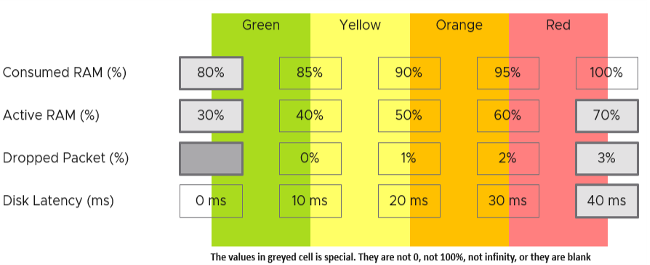 Green Yellow Orange Red
Consumed RAM (%) 80% 85% 90% 95% 100%
Active RAM (%) 30% 40% 50% 60% 70%
Dropped Packet (%) 0% 1% 2% 3%
Disk Latency (ms) 0 ms 10 ms 20 ms 30 ms 40 ms
The values in greyed cell is special. They are not 0, not 100%, not infinity, or they are blank